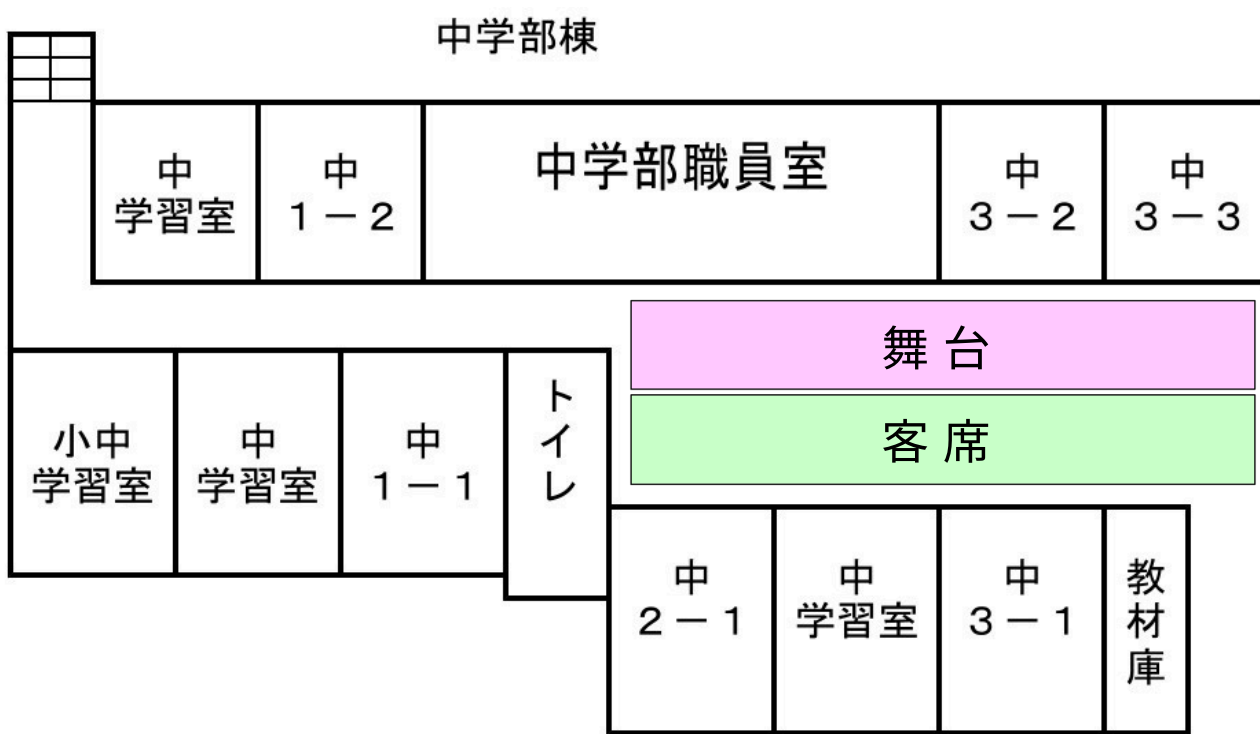 中学部棟
中
学習室
中
1－2
中学部職員室
中
3－2
中
3－3
舞台
客席
小中
学習室
中
学習室
中
1－1
トイレ
中
2－1
中
学習室
中
3－1
教材庫